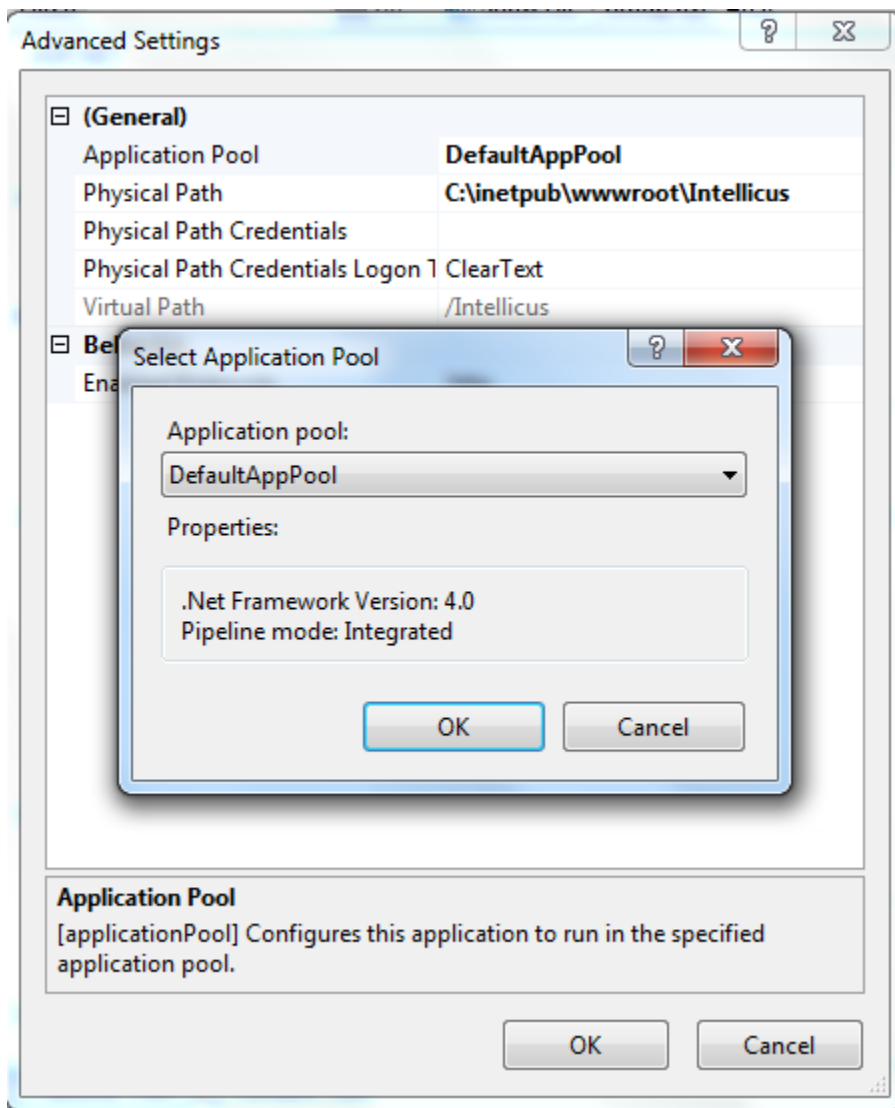 Advanced Settings
(General)
Application Pool DefaultAppPool
Physical Path C:\inetpub\wwwroot\Intellicus
Physical Path Credentials
Physical Path Credentials Logon T ClearText
Virtual Path /Intellicus
Bel
Select Application Pool
Ena
Application pool:
DefaultAppPool
Properties:
.Net Framework Version: 4.0
Pipeline mode: Integrated
OK Cancel
Application Pool
[applicationPool] Configures this application to run in the specified
application pool.
OK Cancel